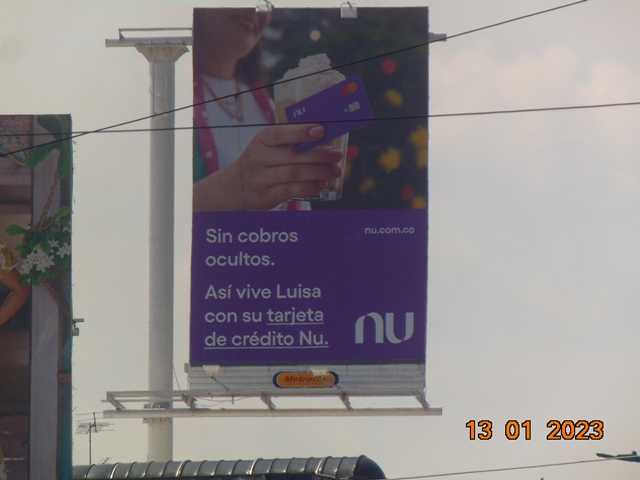 nu
Sin cobros
ocultos.
nu.com.co
Así vive Luisa
con su tarjeta
de crédito Nu.
nu
13 01 2023